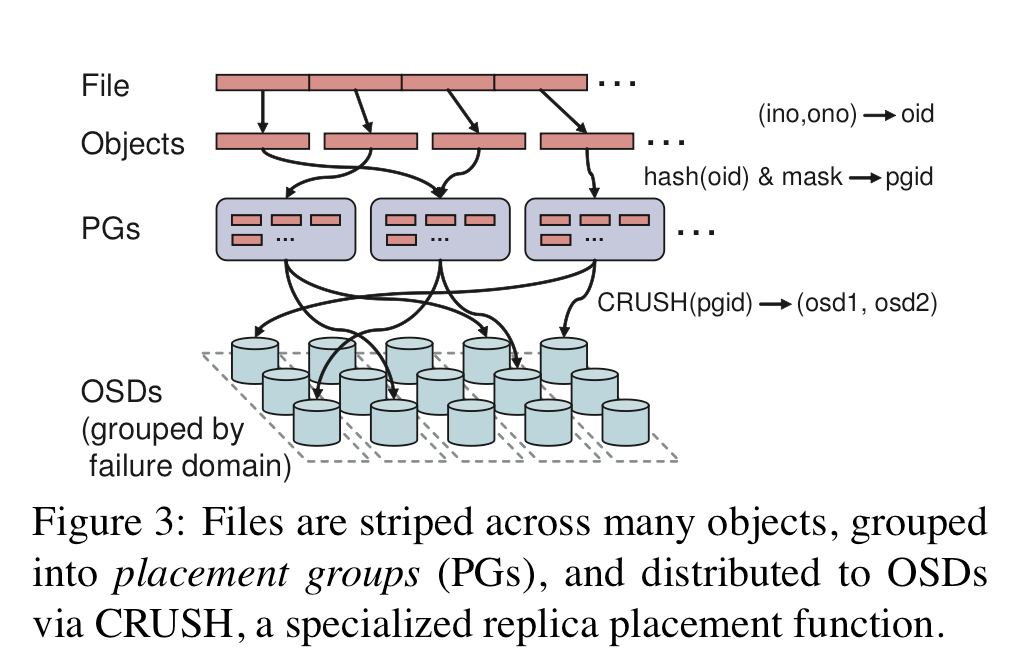 File
...
(ino,ono) → oid
Objects
...
hash(oid) & mask → pgid
PGs
...
...
...
...
CRUSH(pgid) → (osd1, osd2)
OSDs
(grouped by
failure domain)
Figure 3: Files are striped across many objects, grouped
into placement groups (PGs), and distributed to OSDs
via CRUSH, a specialized replica placement function.